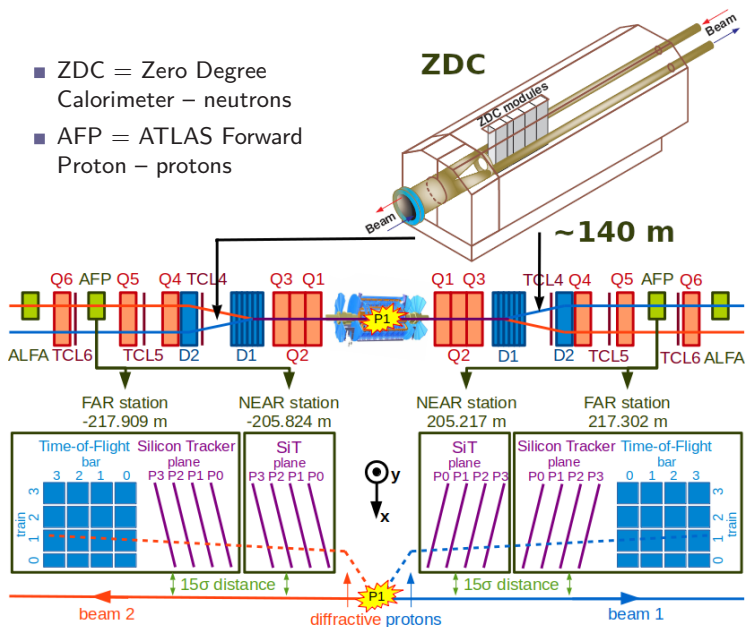 ZDC = Zero Degree
Calorimeter – neutrons
AFP = ATLAS Forward
Proton – protons
ZDC
ZDC modules
Beam
Beam
~140 m
Q6 AFP Q5 Q4 TCL4 Q3 Q1
Q1 Q3 TCL4 Q4 Q5 AFP Q6
P1
ALFA TCL6 TCL5 D2 D1 Q2
Q2 D1 D2 TCL5 TCL6 ALFA
FAR station
-217.909 m
NEAR station
-205.824 m
NEAR station
205.217 m
FAR station
217.302 m
Time-of-Flight
bar
3 2 1 0
train
3
2
1
0
Silicon Tracker
plane
P3 P2 P1 P0
SiT
plane
P3 P2 P1 P0
y
x
SiT
plane
P0 P1 P2 P3
Silicon Tracker
plane
P0 P1 P2 P3
Time-of-Flight
bar
0 1 2 3
3
2
1
0
train
15σ distance
15σ distance
P1
beam 2
diffractive protons
beam 1